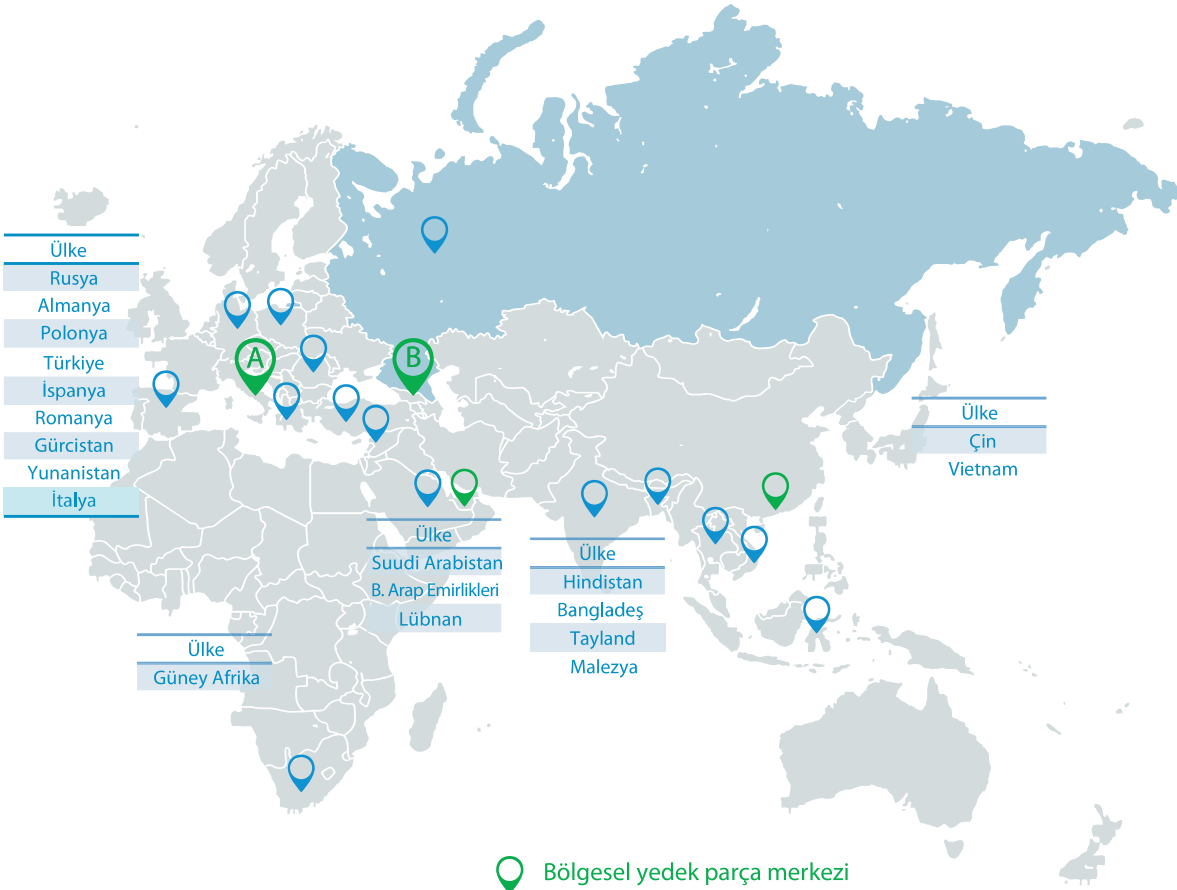 Ülke
Rusya
Almanya
Polonya
Türkiye
İspanya
Romanya
Gürcistan
Yunanistan
İtalya
A
B
Ülke
Çin
Vietnam
Ülke
Suudi Arabistan
B. Arap Emirlikleri
Lübnan
Ülke
Hindistan
Bangladeş
Tayland
Malezya
Ülke
Güney Afrika
Bölgesel yedek parça merkezi